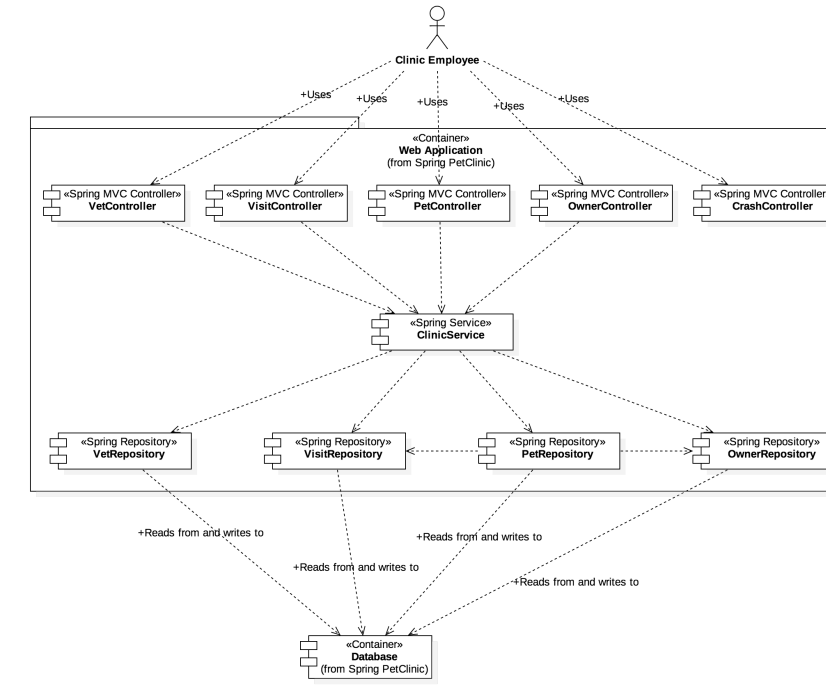 Clinic Employee
+Uses
+Uses
+Uses
+Uses
+Uses
«Container»
Web Application
(from Spring PetClinic)
«Spring MVC Controller»
VetController
«Spring MVC Controller»
VisitController
«Spring MVC Controller»
PetController
«Spring MVC Controller»
OwnerController
«Spring MVC Controller
CrashController
«Spring Service»
ClinicService
«Spring Repository»
VetRepository
«Spring Repository»
VisitRepository
«Spring Repository»
PetRepository
«Spring Repository»
OwnerRepository
+Reads from and writes to
+Reads from and writes to
+Reads from and writes to
+Reads from and writes to
«Container»
Database
(from Spring PetClinic)